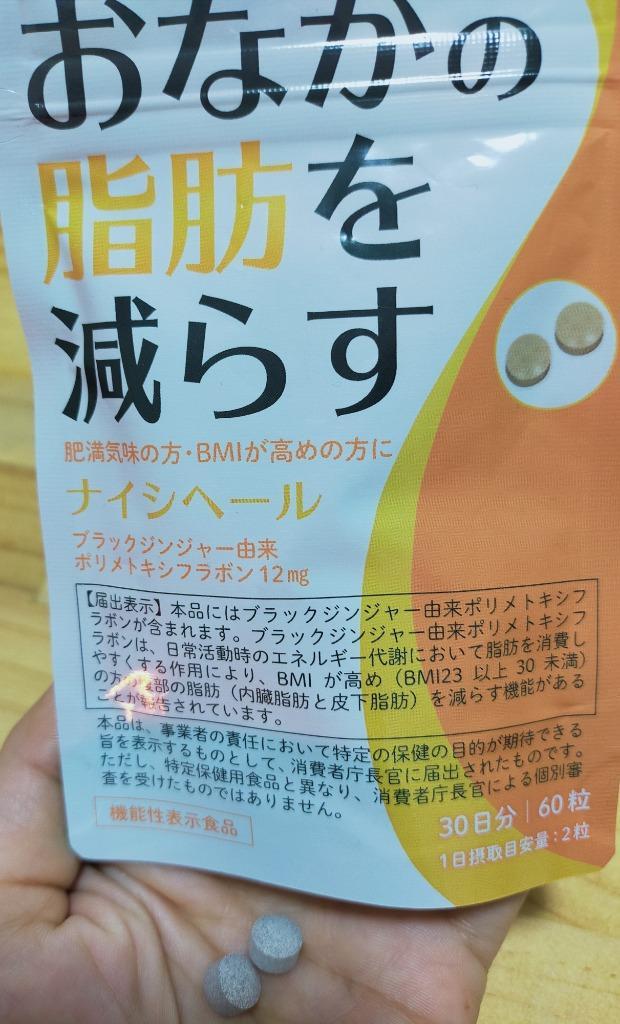 おなかの
脂肪を
減らす
肥満気味の方・BMIが高めの方に
ナイシヘール
ブラックジンジャー由来
ポリメトキシフラボン12mg
【届出表示】本品にはブラックジンジャー由来ポリメトキシフ
ラボンが含まれます。ブラックジンジャー由来ポリメトキシフ
ラボンは、日常活動時のエネルギー代謝において脂肪を消費し
やすくする作用により、BMI が高め（BMI23 以上 30 未満）
の方の腹部の脂肪（内臓脂肪と皮下脂肪）を減らす機能がある
ことが報告されています。
本品は、事業者の責任において特定の保健の目的が期待できる
旨を表示するものとして、消費者庁長官に届出されたものです。
ただし、特定保健用食品と異なり、消費者庁長官による個別審
査を受けたものではありません。
機能性表示食品
30日分｜60粒
1日摂取目安量：2粒